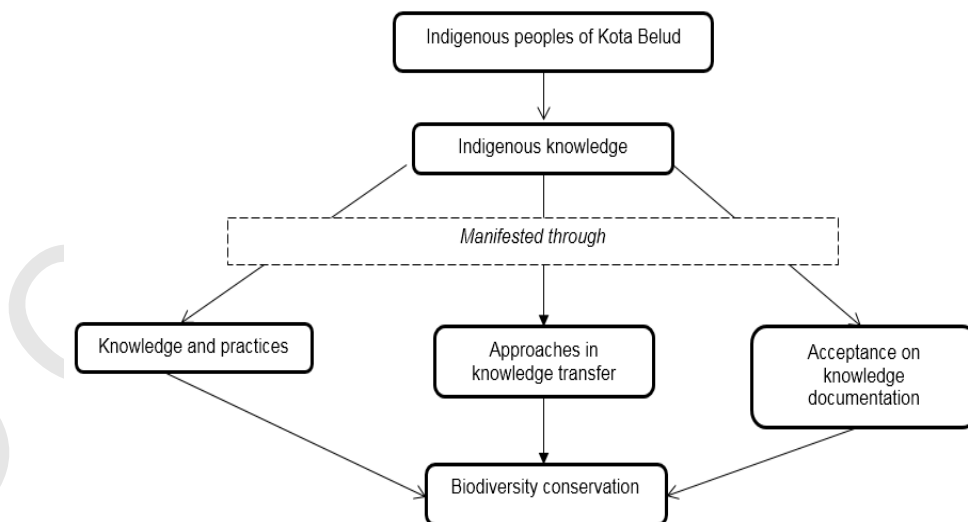 Indigenous peoples of Kota Belud
Indigenous knowledge
Manifested through
Knowledge and practices
Approaches in
knowledge transfer
Acceptance on
knowledge
documentation
Biodiversity conservation